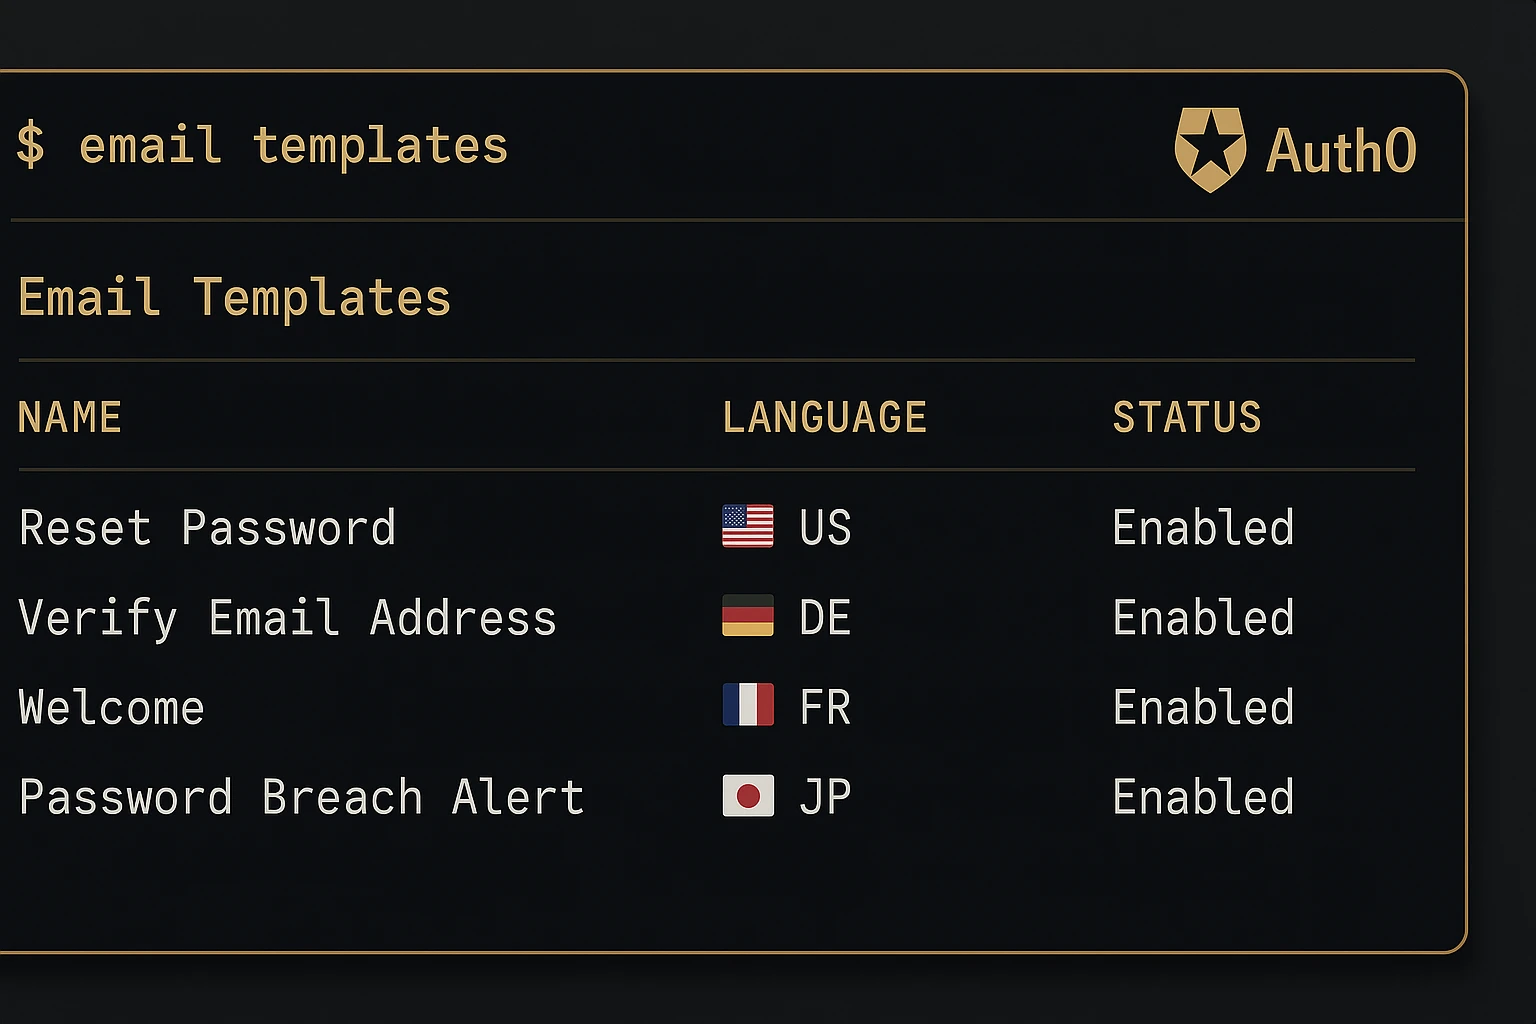 $ email templates
Auth0
Email Templates
NAME LANGUAGE STATUS
Reset Password US Enabled
Verify Email Address DE Enabled
Welcome FR Enabled
Password Breach Alert JP Enabled